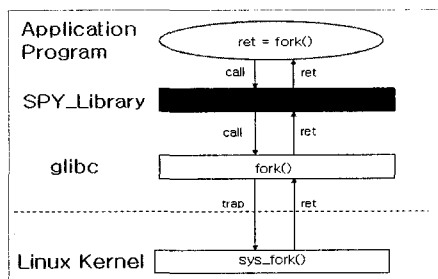 Application
Program
ret = fork()
call ret
SPY_Library
call ret
glibc
fork()
trap ret
Linux Kernel
sys_fork()